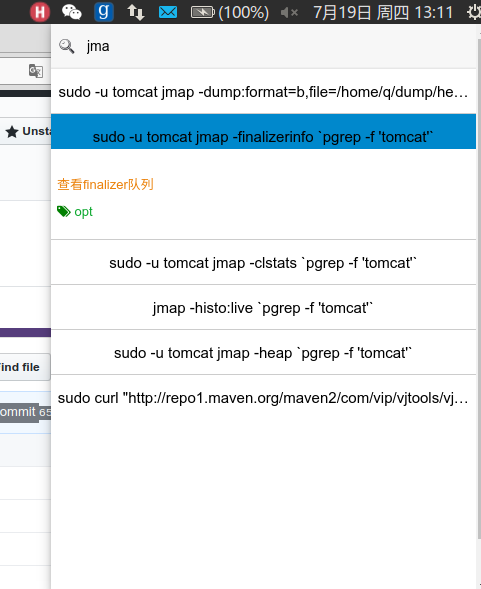 H g (100%) 7月19日 周四 13:11
jma
Unsta
sudo -u tomcat jmap -dump:format=b,file=/home/q/dump/he…
sudo -u tomcat jmap -finalizerinfo `pgrep -f 'tomcat'`
查看finalizer队列
opt
sudo -u tomcat jmap -clstats `pgrep -f 'tomcat'`
jmap -histo:live `pgrep -f 'tomcat'`
sudo -u tomcat jmap -heap `pgrep -f 'tomcat'`
ind file
sudo curl "http://repo1.maven.org/maven2/com/vip/vjtools/vj…
ommit 65